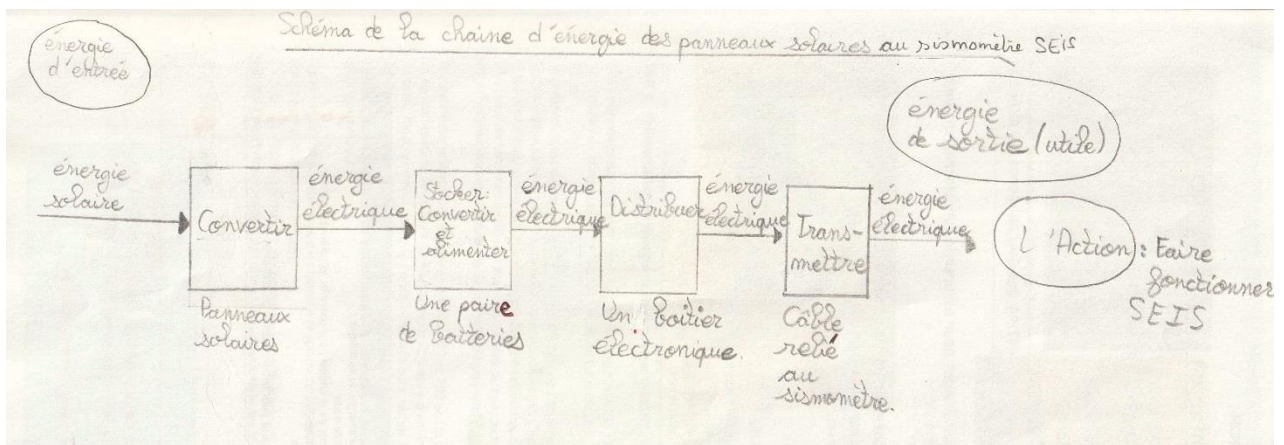 Schéma de la chaine d'énergie des panneaux solaires au sismomètre SEIS
énergie
d'entrée
énergie
de sortie (utile)
énergie
solaire
Convertir
Panneaux
solaires
énergie
électrique
Stocker:
Convertir
et
alimenter
Une paire
de batteries
énergie
électrique
Distribuer
Un boitier
électronique.
énergie
électrique
Trans-
mettre
Câble
relié
au
sismomètre.
énergie
électrique
L'Action : Faire
fonctionner
SEIS